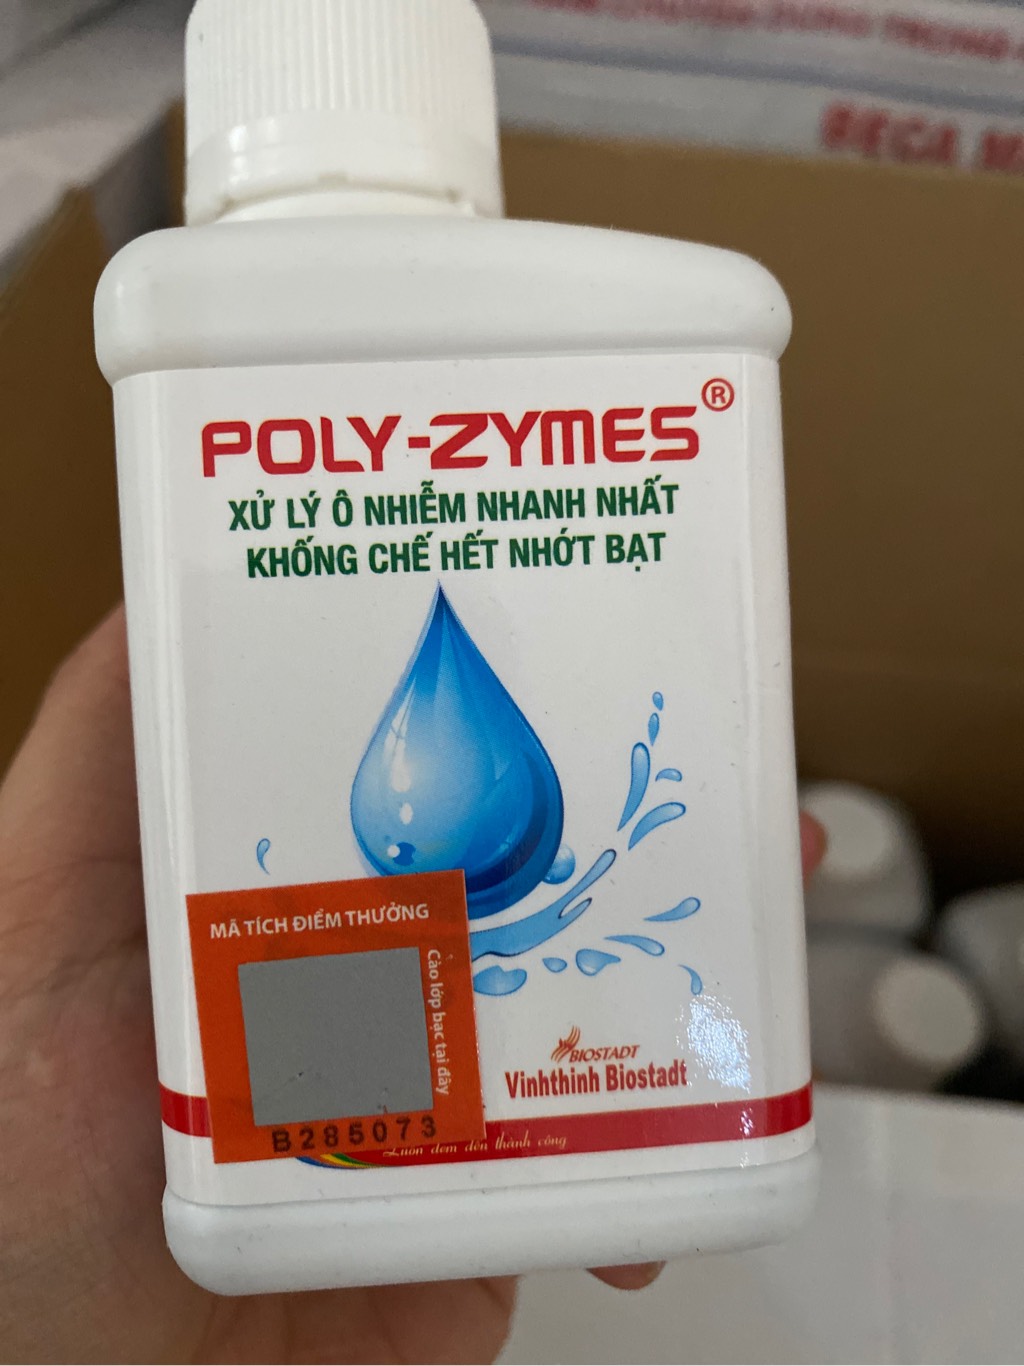 BEGA
POLY-ZYMES®
XỬ LÝ Ô NHIỄM NHANH NHẤT
KHỐNG CHẾ HẾT NHỚT BẠT
MÃ TÍCH ĐIỂM THƯỞNG
Cào lớp bạc tại đây
B285073
BIOSTADT
Vinhthinh Biostadt
Luôn đem đến thành công